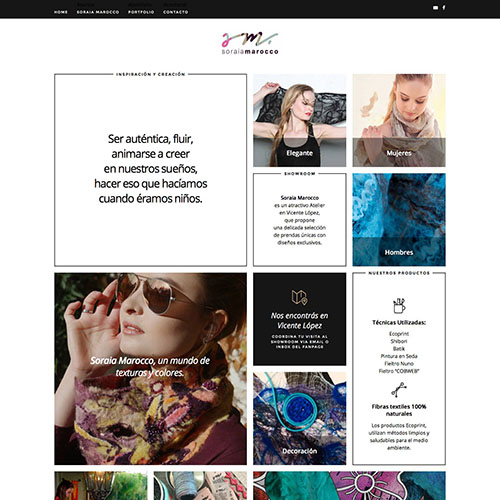 HOME SORAIA MAROCCO PORTFOLIO CONTACTO
soraiamarocco
INSPIRACIÓN Y CREACIÓN
Ser auténtica, fluir,
animarse a creer
en nuestros sueños,
hacer eso que hacíamos
cuando éramos niños.
Elegante
Mujeres
SHOWROOM
Soraia Marocco
es un atractivo Atelier
en Vicente López,
que propone
una delicada selección
de prendas únicas con
diseños exclusivos.
Hombres
Soraia Marocco, un mundo de
texturas y colores.
Nos encontrás en
Vicente López
COORDINA TU VISITA AL
SHOWROOM VIA EMAIL O
INBOX DEL FANPAGE
Decoración
NUESTROS PRODUCTOS
Técnicas Utilizadas:
Ecoprint
Shibori
Batik
Pintura en Seda
Fieltro Nuno
Fieltro "COBWEB"
Fibras textiles 100%
naturales
Los productos Ecoprint,
utilizan métodos limpios y
saludables para el medio
ambiente.